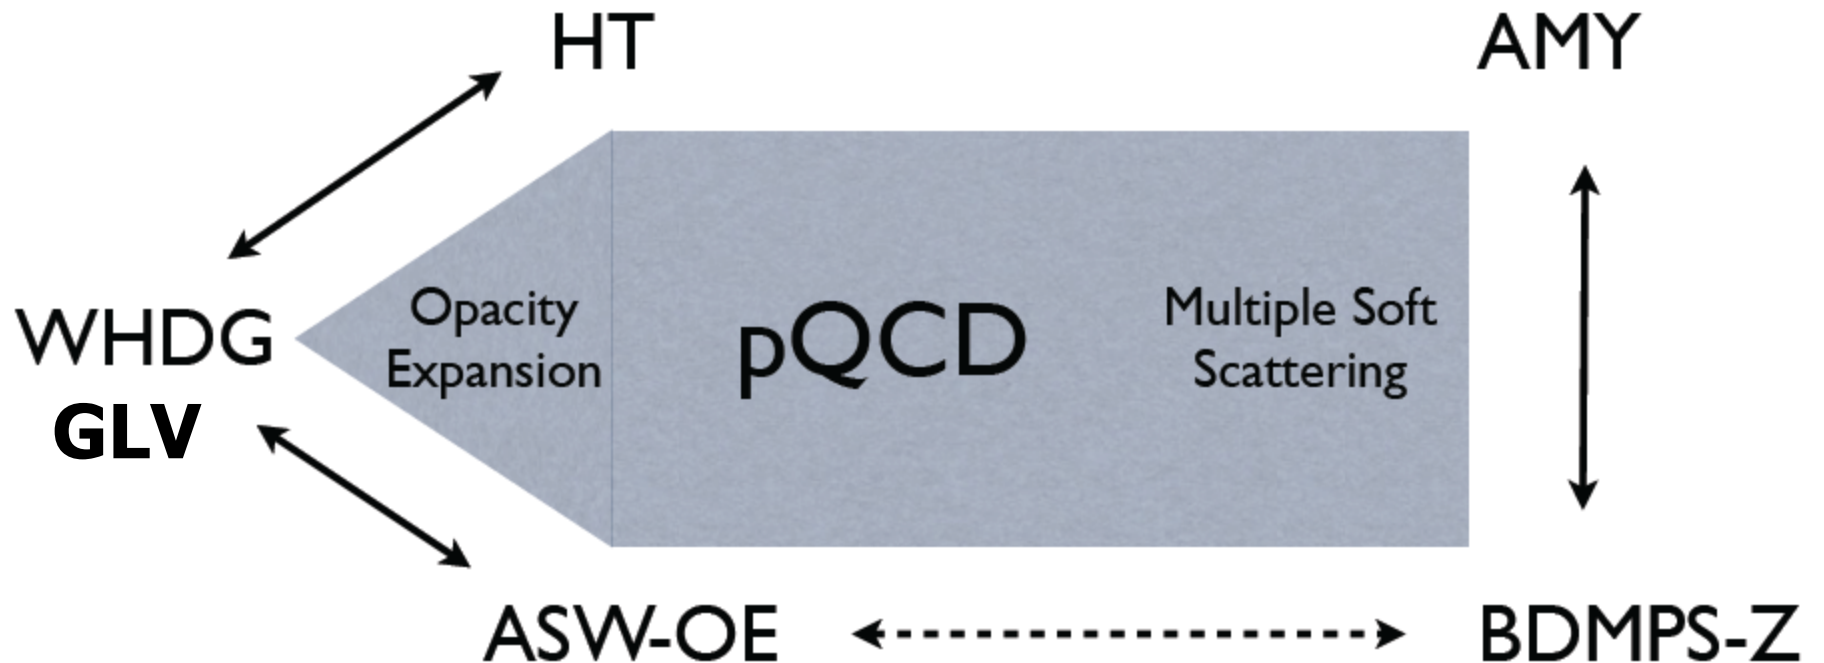 HT
AMY
WHDG
GLV
Opacity
Expansion
pQCD
Multiple Soft
Scattering
ASW-OE
BDMPS-Z